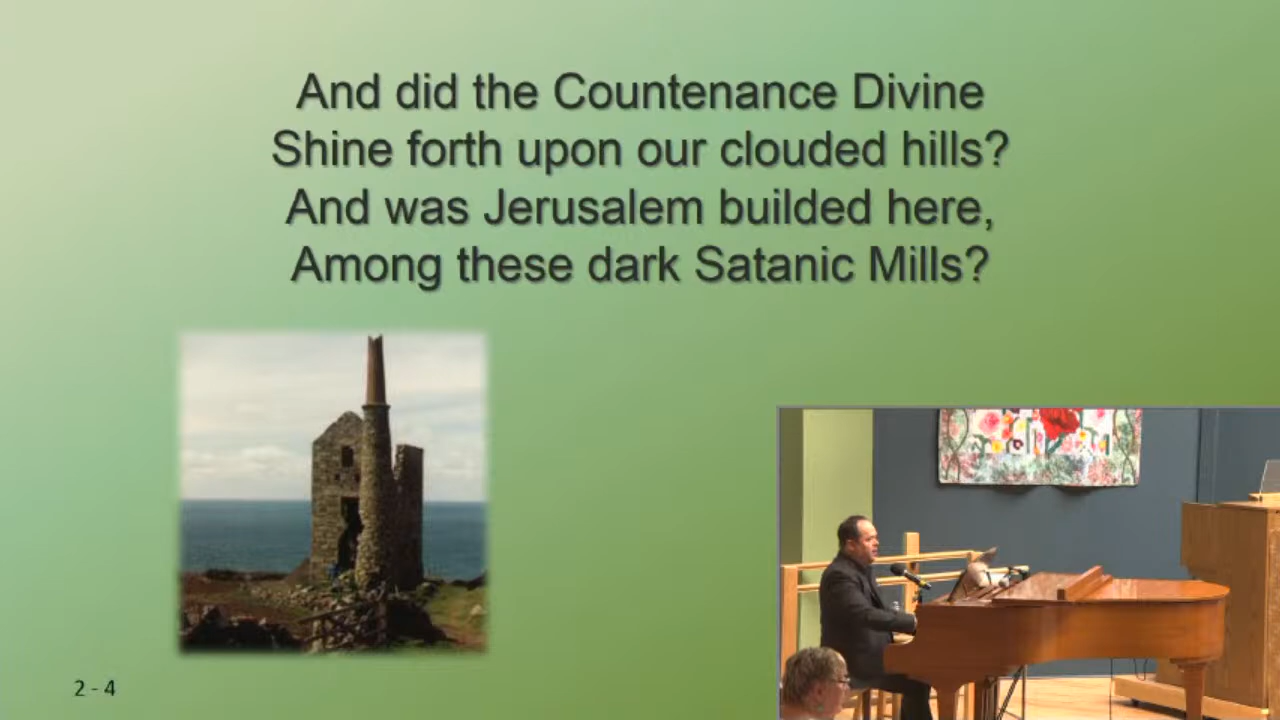 And did the Countenance Divine
Shine forth upon our clouded hills?
And was Jerusalem builded here,
Among these dark Satanic Mills?
2 - 4